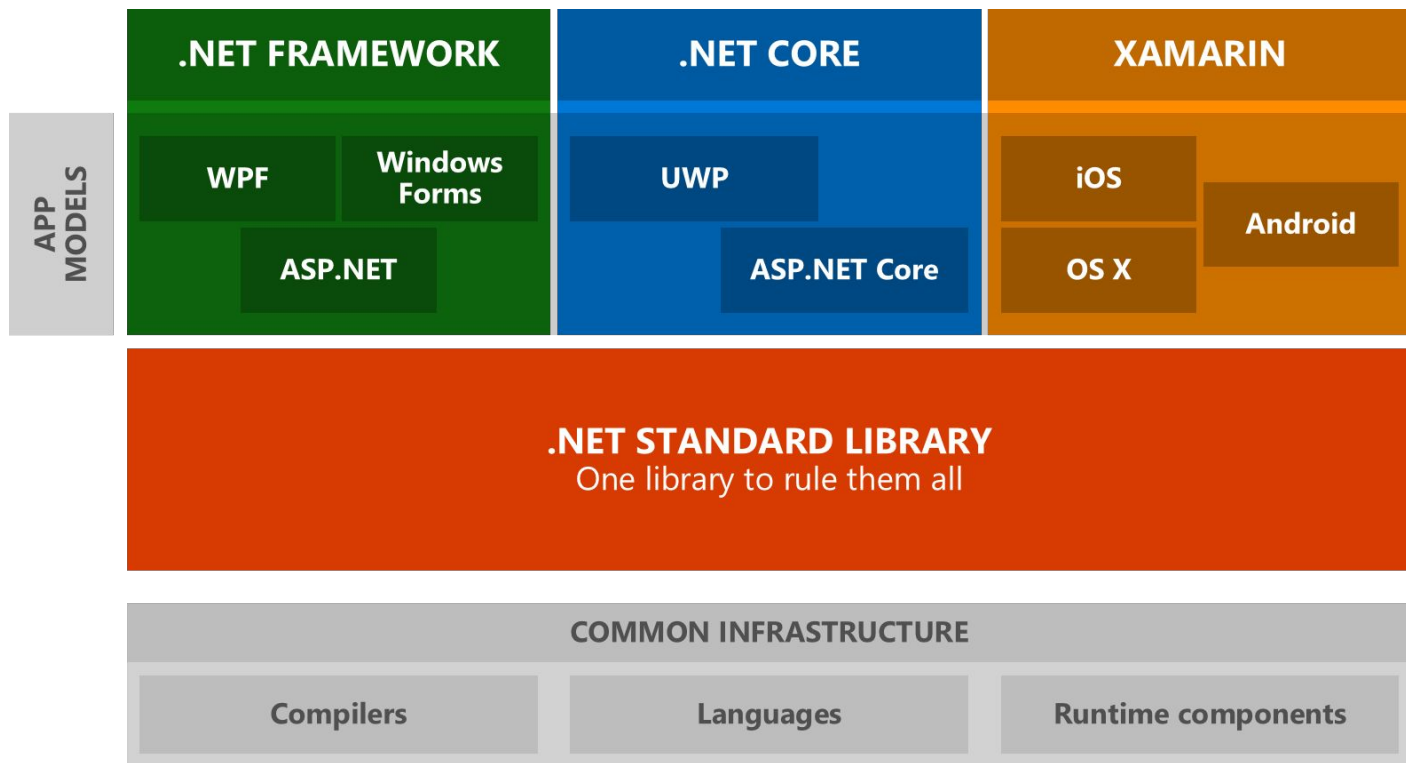 .NET FRAMEWORK
.NET CORE
XAMARIN
APP
MODELS
WPF
Windows
Forms
ASP.NET
UWP
ASP.NET Core
iOS
Android
OS X
.NET STANDARD LIBRARY
One library to rule them all
COMMON INFRASTRUCTURE
Compilers
Languages
Runtime components